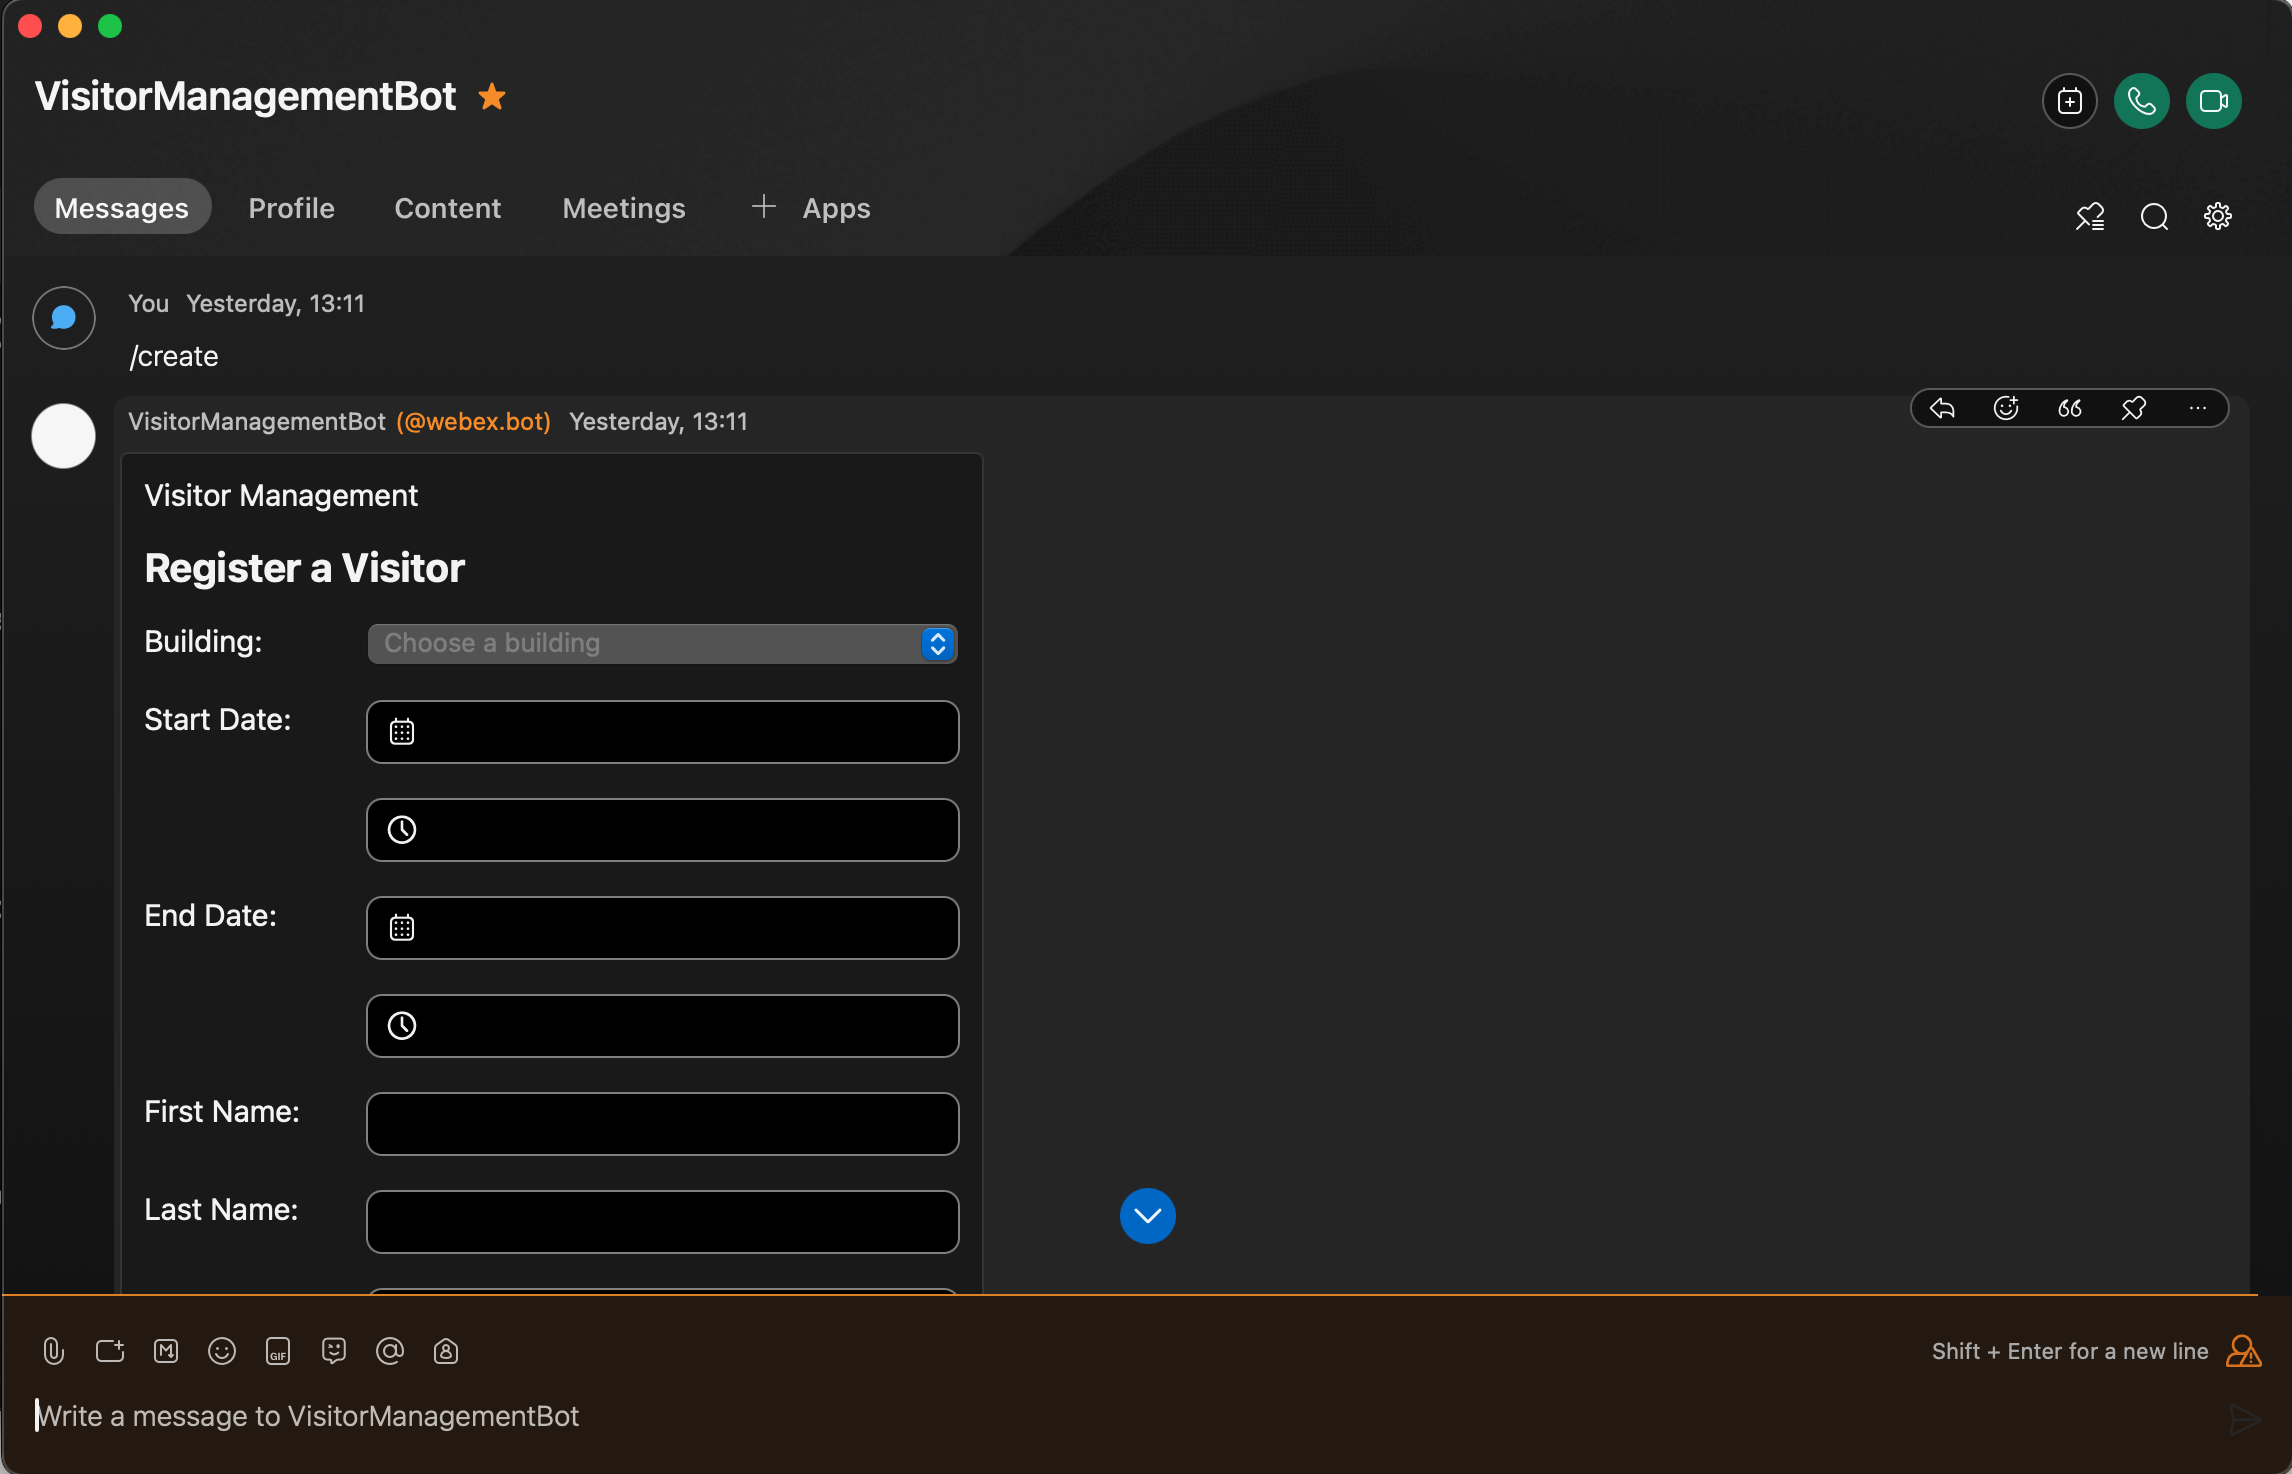 VisitorManagementBot
Messages Profile Content Meetings Apps
You Yesterday, 13:11
/create
VisitorManagementBot (@webex.bot) Yesterday, 13:11
Visitor Management
Register a Visitor
Building: Choose a building
Start Date:
End Date:
First Name:
Last Name:
GIF
Shift + Enter for a new line
Write a message to VisitorManagementBot